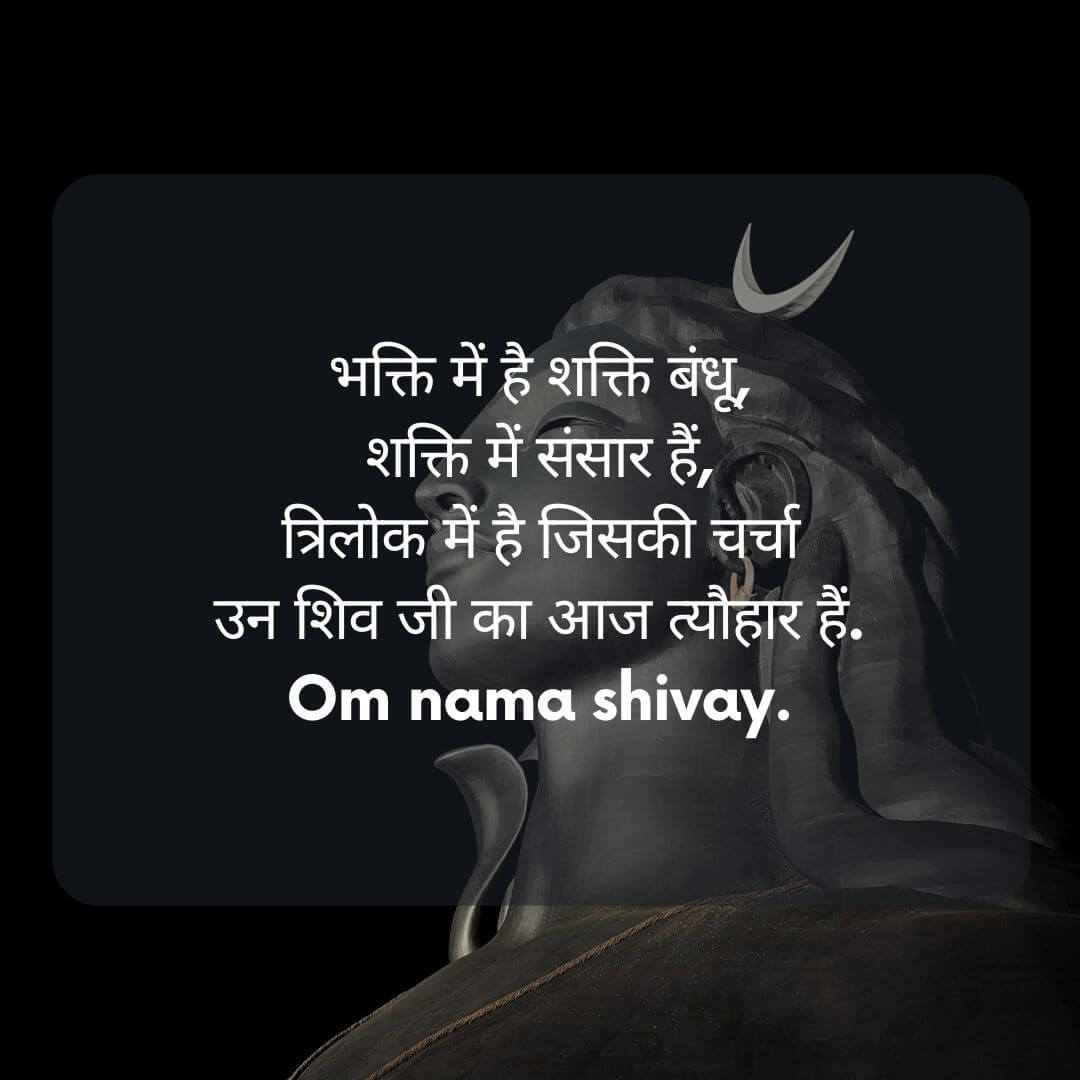 भक्ति में है शक्ति बंधू,
शक्ति में संसार हैं,
त्रिलोक में है जिसकी चर्चा
उन शिव जी का आज त्यौहार हैं.
Om nama shivay.